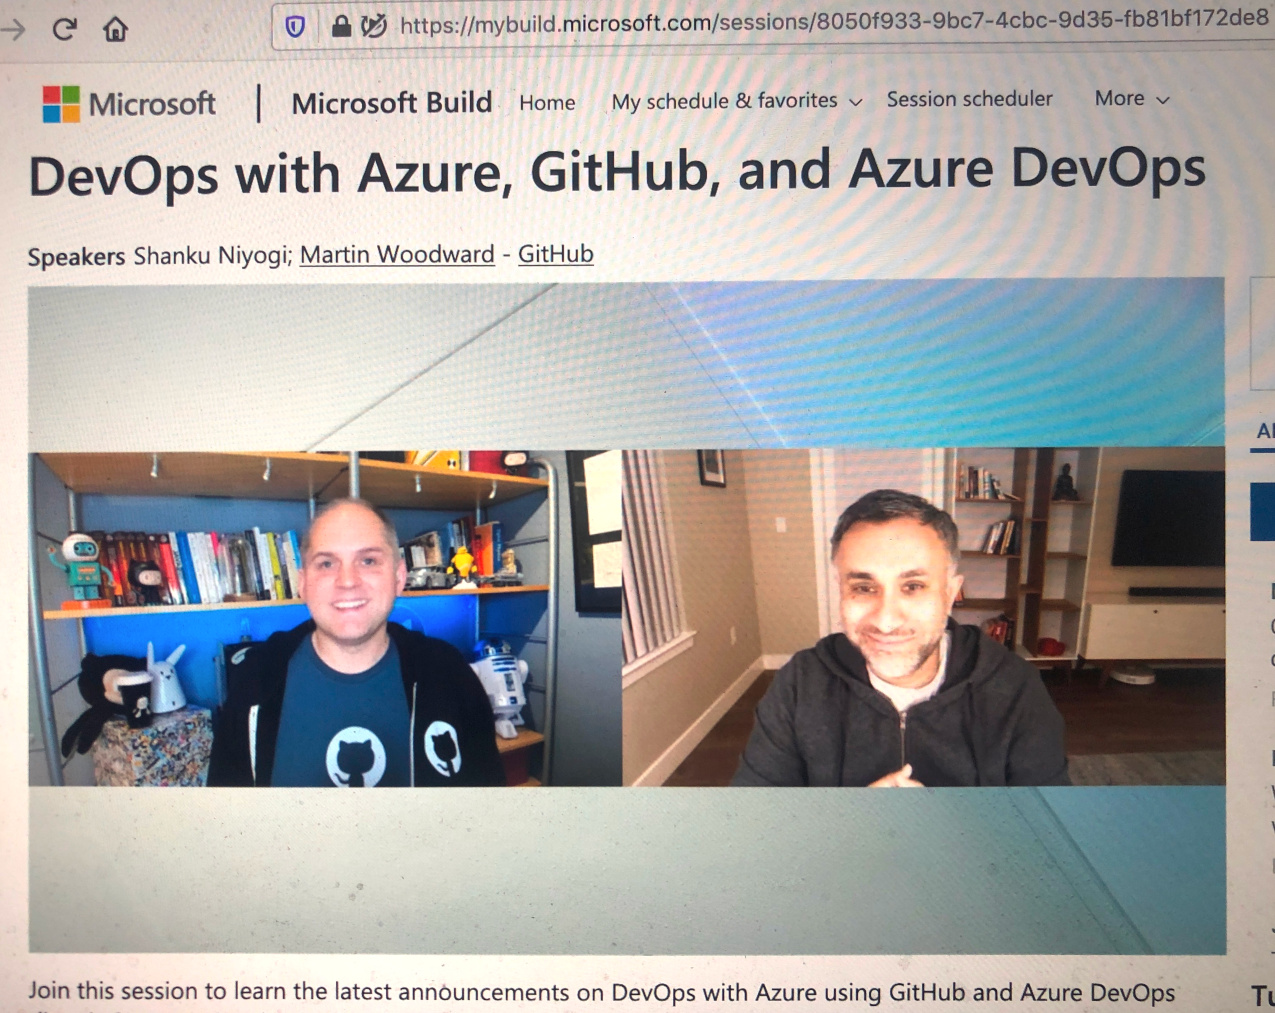 https://mybuild.microsoft.com/sessions/8050f933-9bc7-4cbc-9d35-fb81bf172de8
Microsoft | Microsoft Build Home My schedule & favorites Session scheduler More
DevOps with Azure, GitHub, and Azure DevOps
Speakers Shanku Niyogi; Martin Woodward - GitHub
Join this session to learn the latest announcements on DevOps with Azure using GitHub and Azure DevOps